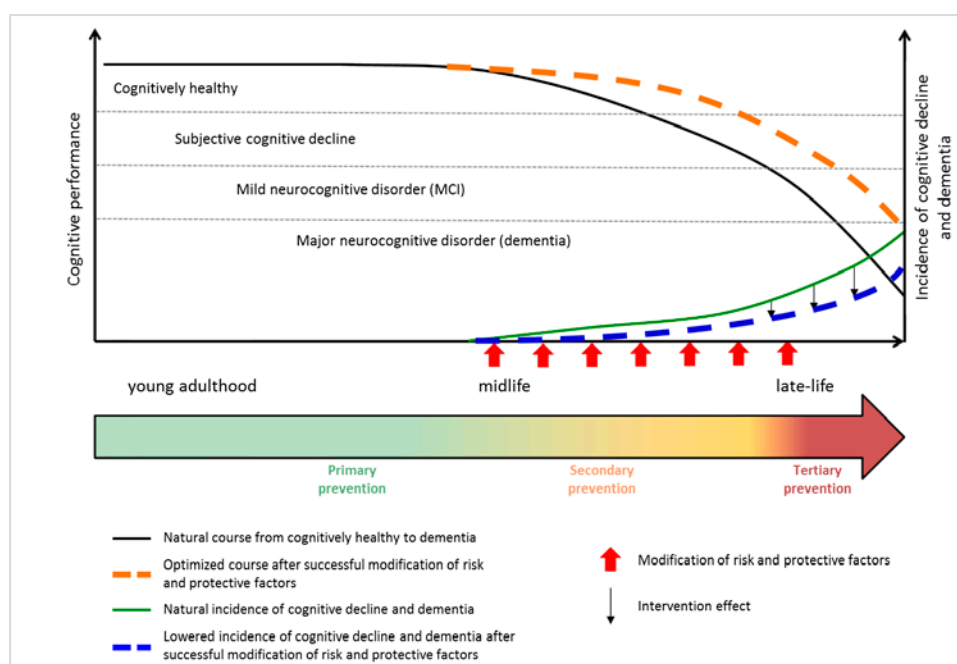 Cognitive performance
Incidence of cognitive decline
and dementia
Cognitively healthy
Subjective cognitive decline
Mild neurocognitive disorder (MCI)
Major neurocognitive disorder (dementia)
young adulthood
midlife
late-life
Primary
prevention
Secondary
prevention
Tertiary
prevention
Natural course from cognitively healthy to dementia
Optimized course after successful modification of risk
and protective factors
Natural incidence of cognitive decline and dementia
Lowered incidence of cognitive decline and dementia after
successful modification of risk and protective factors
Modification of risk and protective factors
Intervention effect